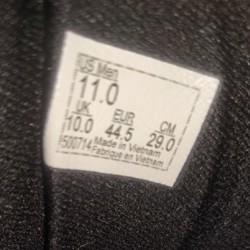 US Men
11.0
UK EUR CM
10.0 44.5 29.0
500714 Made in Vietnam
Fabriqué en Vietnam